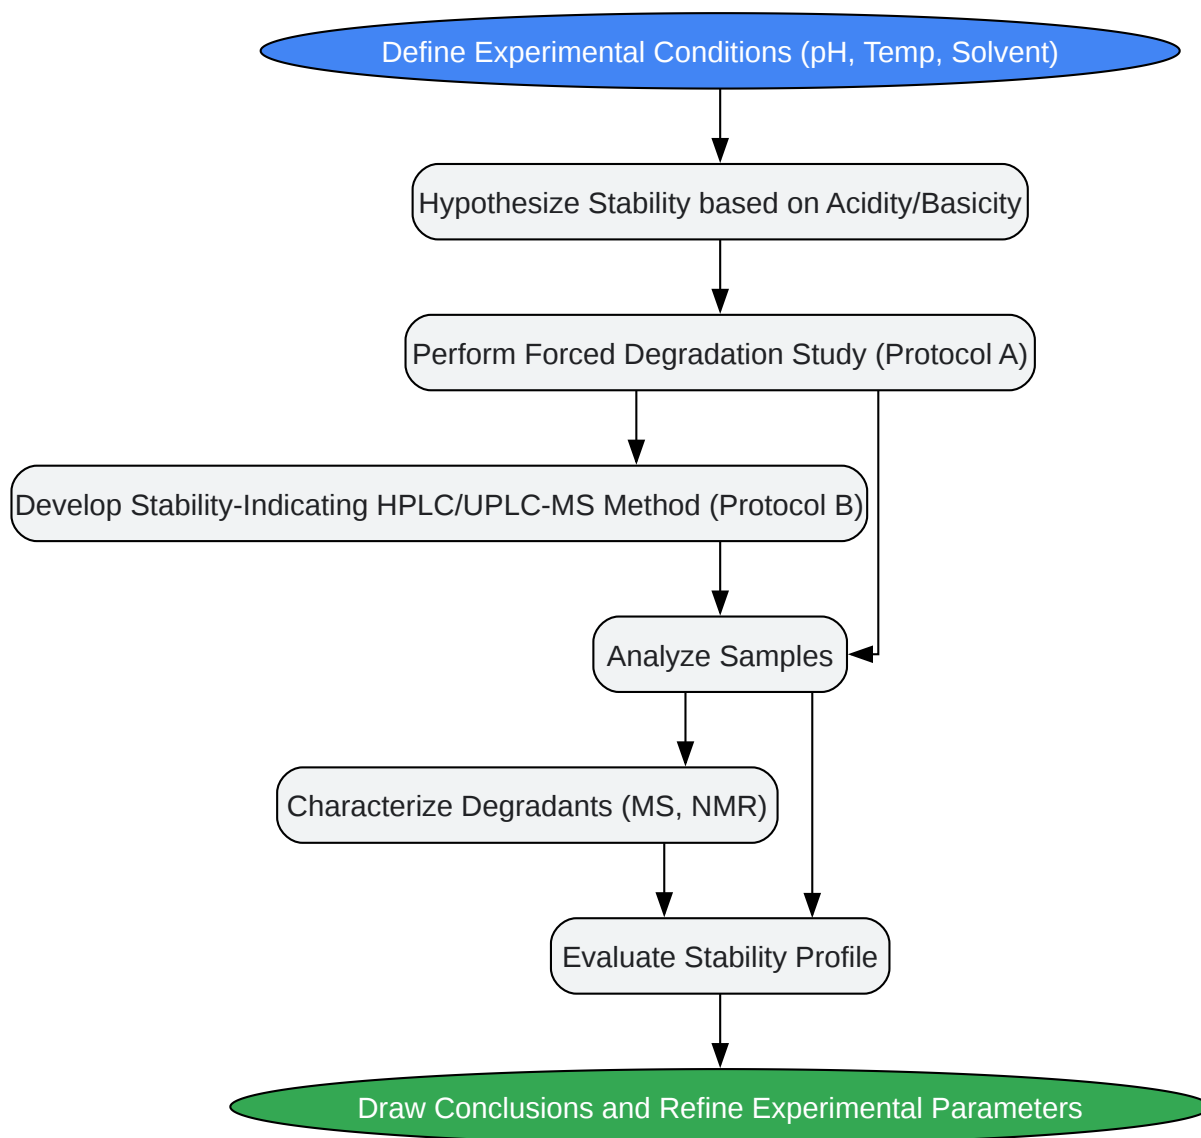 Define Experimental Conditions (pH, Temp, Solvent)
Hypothesize Stability based on Acidity/Basicity
Perform Forced Degradation Study (Protocol A)
Develop Stability-Indicating HPLC/UPLC-MS Method (Protocol B)
Analyze Samples
Characterize Degradants (MS, NMR)
Evaluate Stability Profile
Draw Conclusions and Refine Experimental Parameters